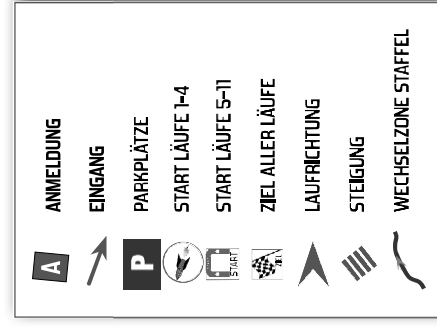 A ANMELDUNG
EINGANG
P PARKPLÄTZE
START LÄUFE 1-4
START START LÄUFE 5-11
ZIEL ZIEL ALLER LÄUFE
LAUFRICHTUNG
STEIGUNG
WECHSELZONE STAFFEL